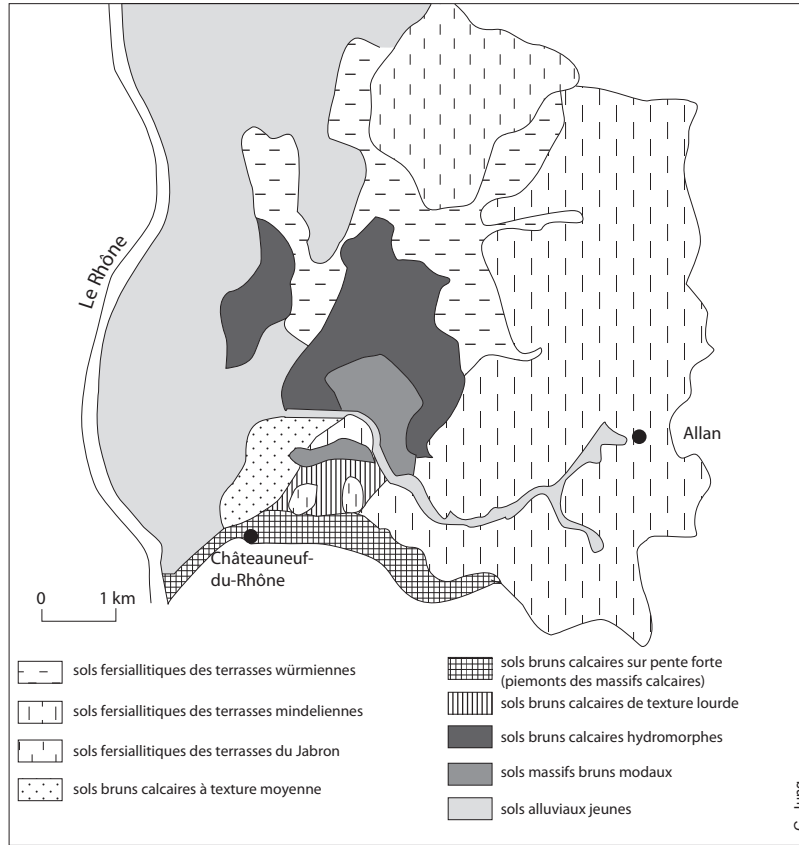 Le Rhône
Allan
Châteauneuf-
du-Rhône
0 1 km
sols fersiallitiques des terrasses würmiennes
sols fersiallitiques des terrasses mindeliennes
sols fersiallitiques des terrasses du Jabron
sols bruns calcaires à texture moyenne
sols bruns calcaires sur pente forte
(piemonts des massifs calcaires)
sols bruns calcaires de texture lourde
sols bruns calcaires hydromorphes
sols massifs bruns modaux
sols alluviaux jeunes